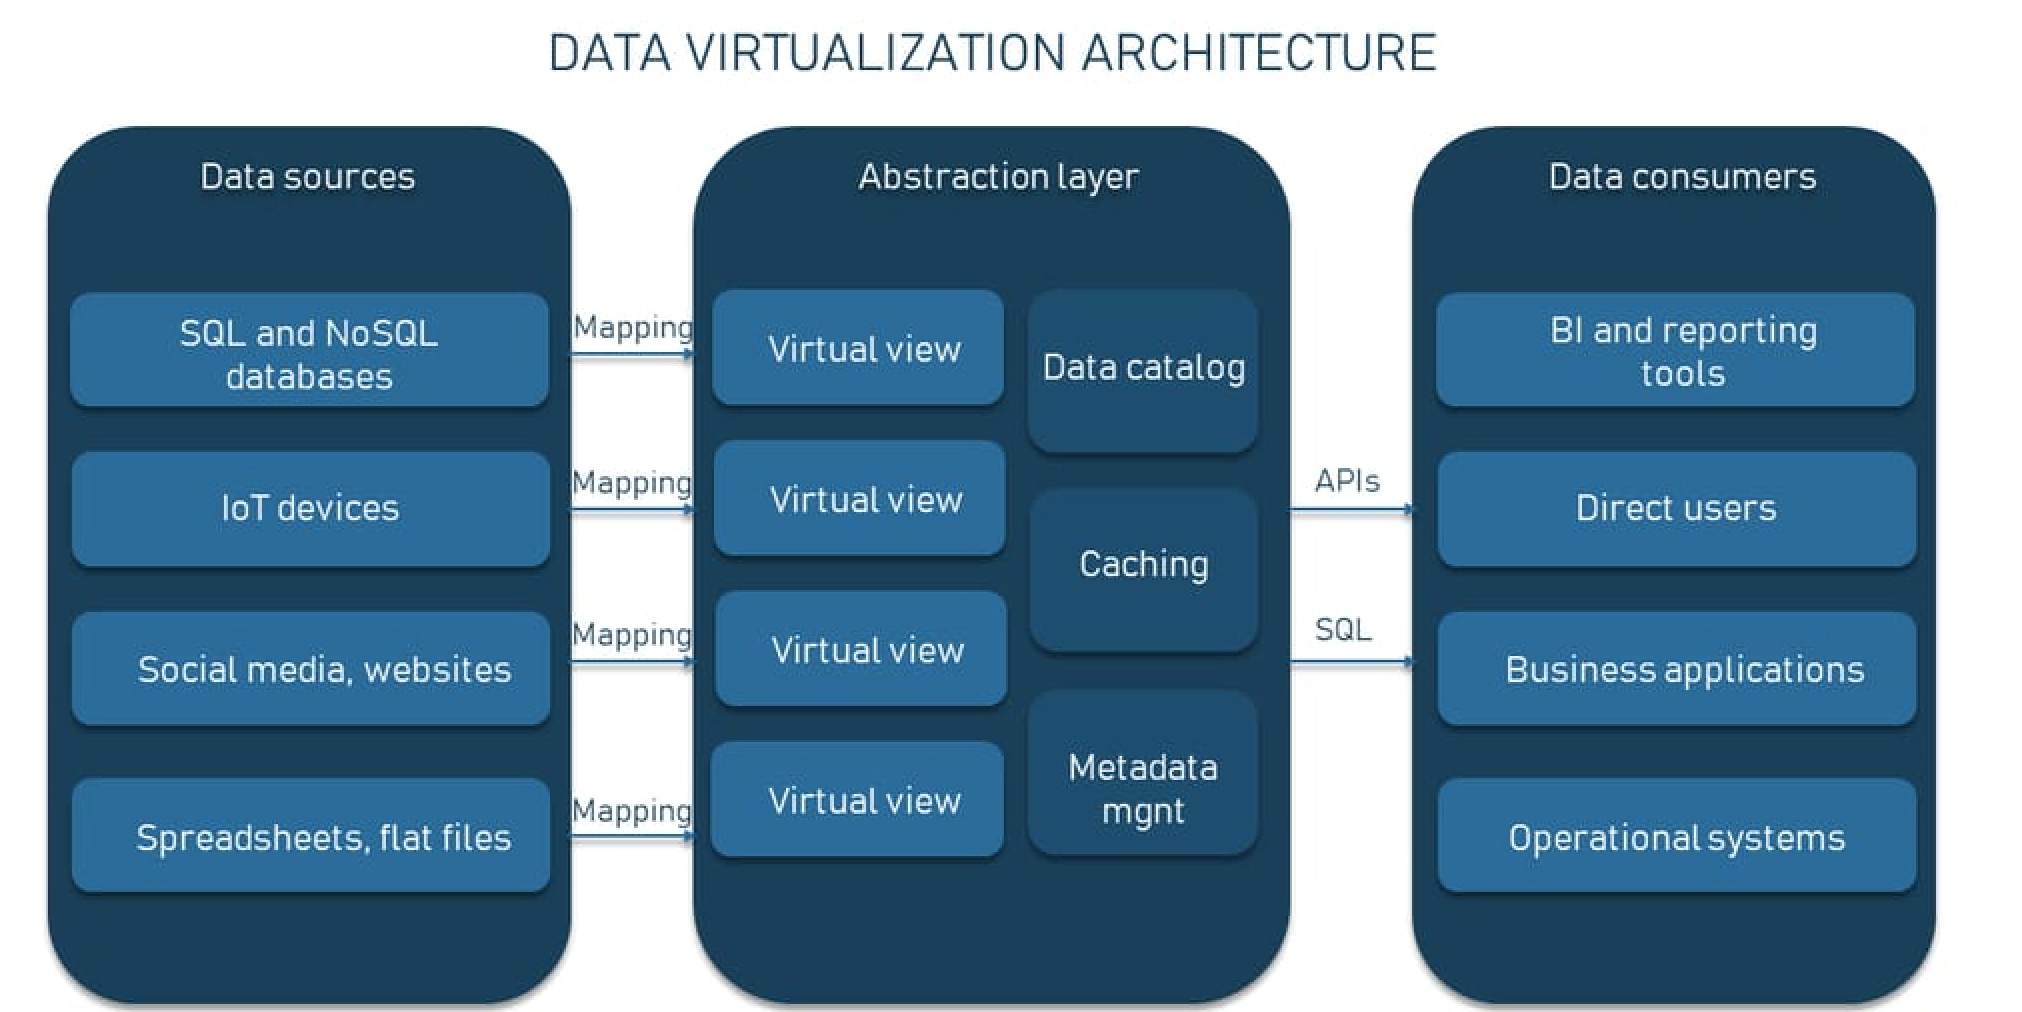 DATA VIRTUALIZATION ARCHITECTURE
Data sources
SQL and NoSQL
databases
IoT devices
Social media, websites
Spreadsheets, flat files
Mapping
Mapping
Mapping
Mapping
Abstraction layer
Virtual view
Virtual view
Virtual view
Virtual view
Data catalog
Caching
Metadata
mgnt
APIs
SQL
Data consumers
BI and reporting
tools
Direct users
Business applications
Operational systems